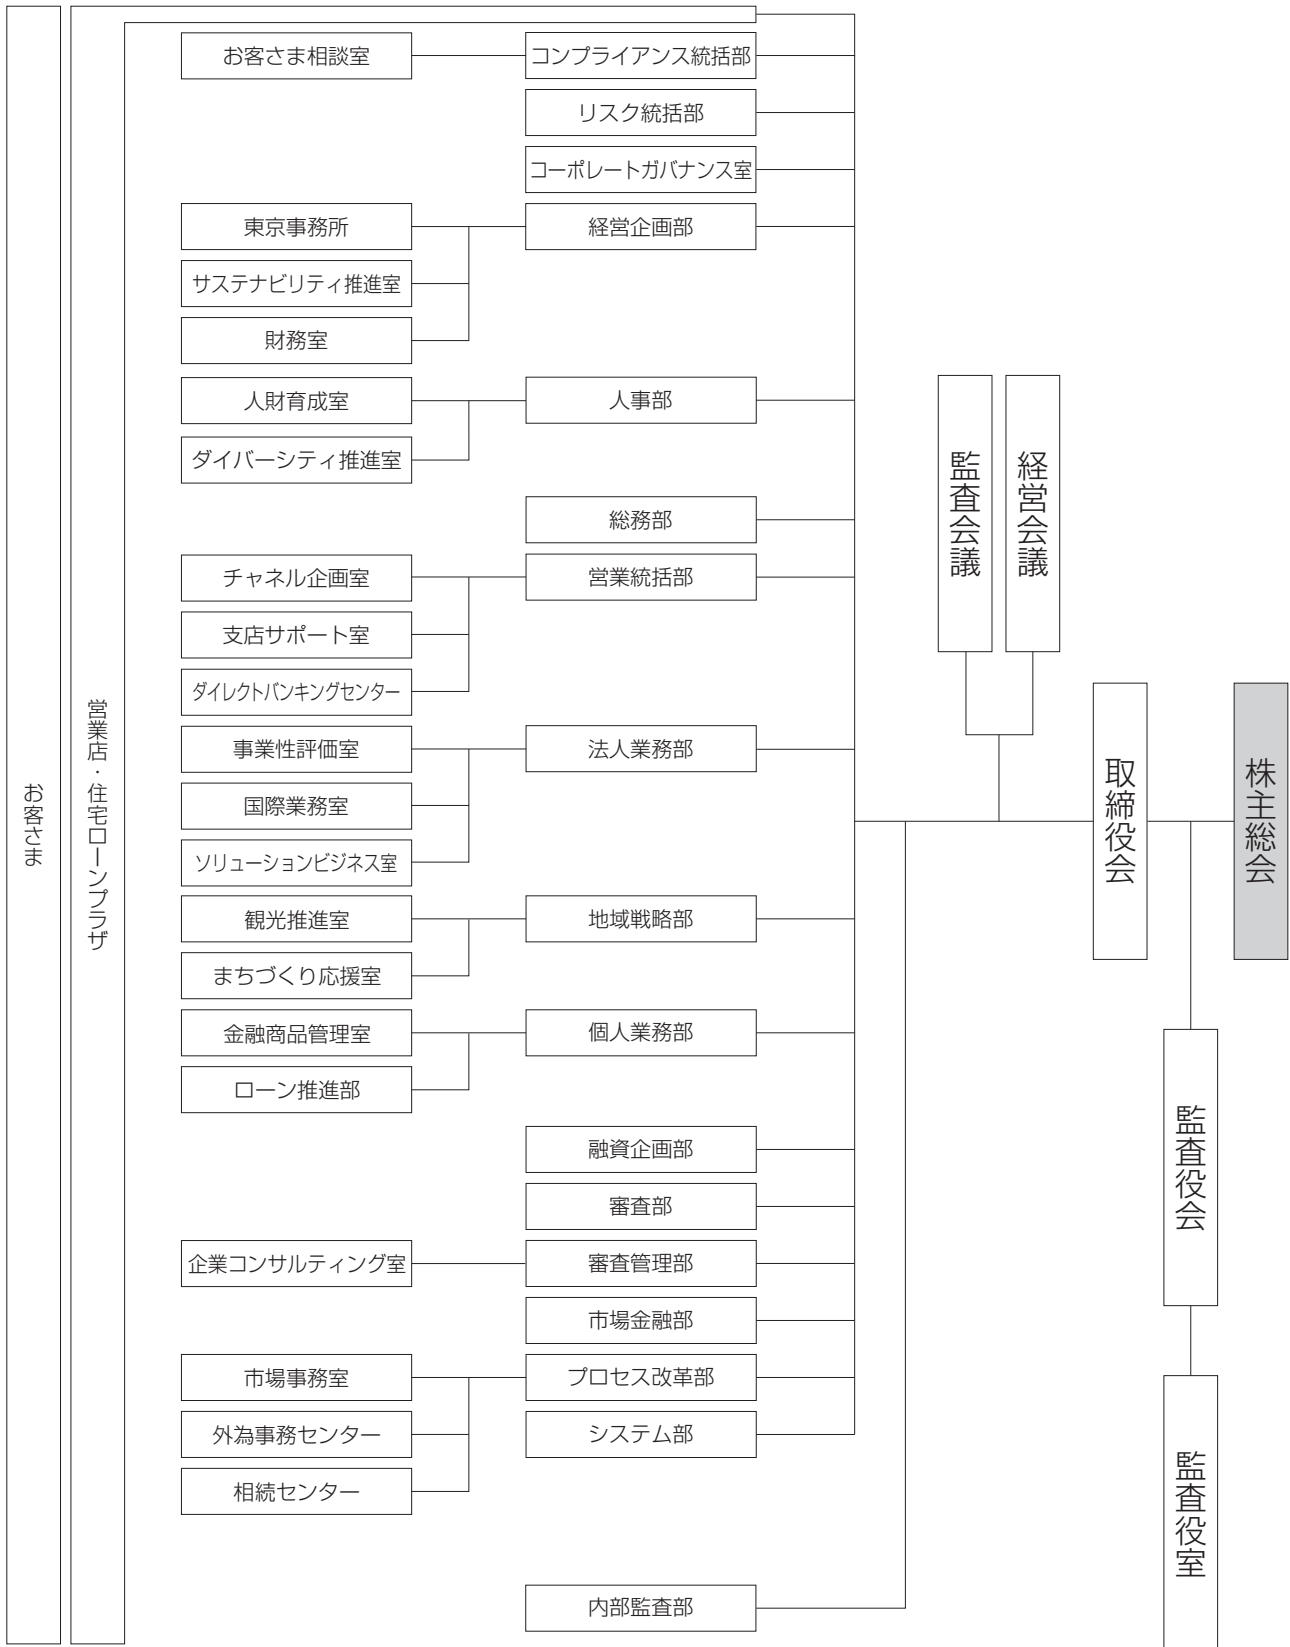 お客さま
営業店・住宅ローンプラザ
お客さま相談室
コンプライアンス統括部
リスク統括部
コーポレートガバナンス室
東京事務所
経営企画部
サステナビリティ推進室
財務室
人財育成室
人事部
ダイバーシティ推進室
総務部
チャネル企画室
営業統括部
支店サポート室
ダイレクトバンキングセンター
事業性評価室
法人業務部
国際業務室
ソリューションビジネス室
観光推進室
地域戦略部
まちづくり応援室
金融商品管理室
個人業務部
ローン推進部
融資企画部
審査部
企業コンサルティング室
審査管理部
市場金融部
市場事務室
プロセス改革部
外為事務センター
システム部
相続センター
内部監査部
監査会議
経営会議
取締役会
株主総会
監査役会
監査役室